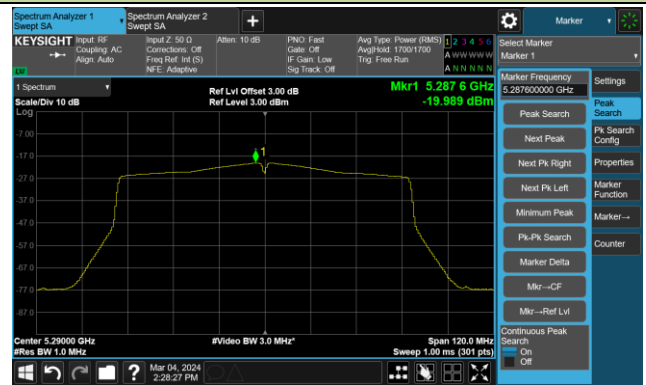 Spectrum Analyzer 1
Swept SA
Spectrum Analyzer 2
Swept SA
+
Marker
KEYSIGHT
Input: RF
Coupling: AC
Align: Auto
Input Z: 50 Ω
Corrections: Off
Freq Ref: Int (S)
NFE: Adaptive
Atten: 10 dB
PNO: Fast
Gate: Off
IF Gain: Low
Sig Track: Off
Avg Type: Power (RMS)
Avg|Hold: 1700/1700
Trig: Free Run
1 2 3 4 5 6
A W W W W W
A N N N N N
Select Marker
Marker 1
1 Spectrum
Scale/Div 10 dB
Log
Ref Lvl Offset 3.00 dB
Ref Level 3.00 dBm
Mkr1 5.287 6 GHz
-19.989 dBm
Marker Frequency
5.287600000 GHz
Peak Search
Next Peak
Next Pk Right
Next Pk Left
Minimum Peak
Pk-Pk Search
Marker Delta
Mkr→CF
Mkr→Ref Lvl
Continuous Peak
Search
On
Off
Settings
Peak
Search
Pk Search
Config
Properties
Marker
Function
Marker→
Counter
-7.00
-17.0
-27.0
-37.0
-47.0
-57.0
-67.0
-77.0
-87.0
1
Center 5.29000 GHz
#Res BW 1.0 MHz
#Video BW 3.0 MHz*
Span 120.0 MHz
Sweep 1.00 ms (301 pts)
?
Mar 04, 2024
2:28:27 PM